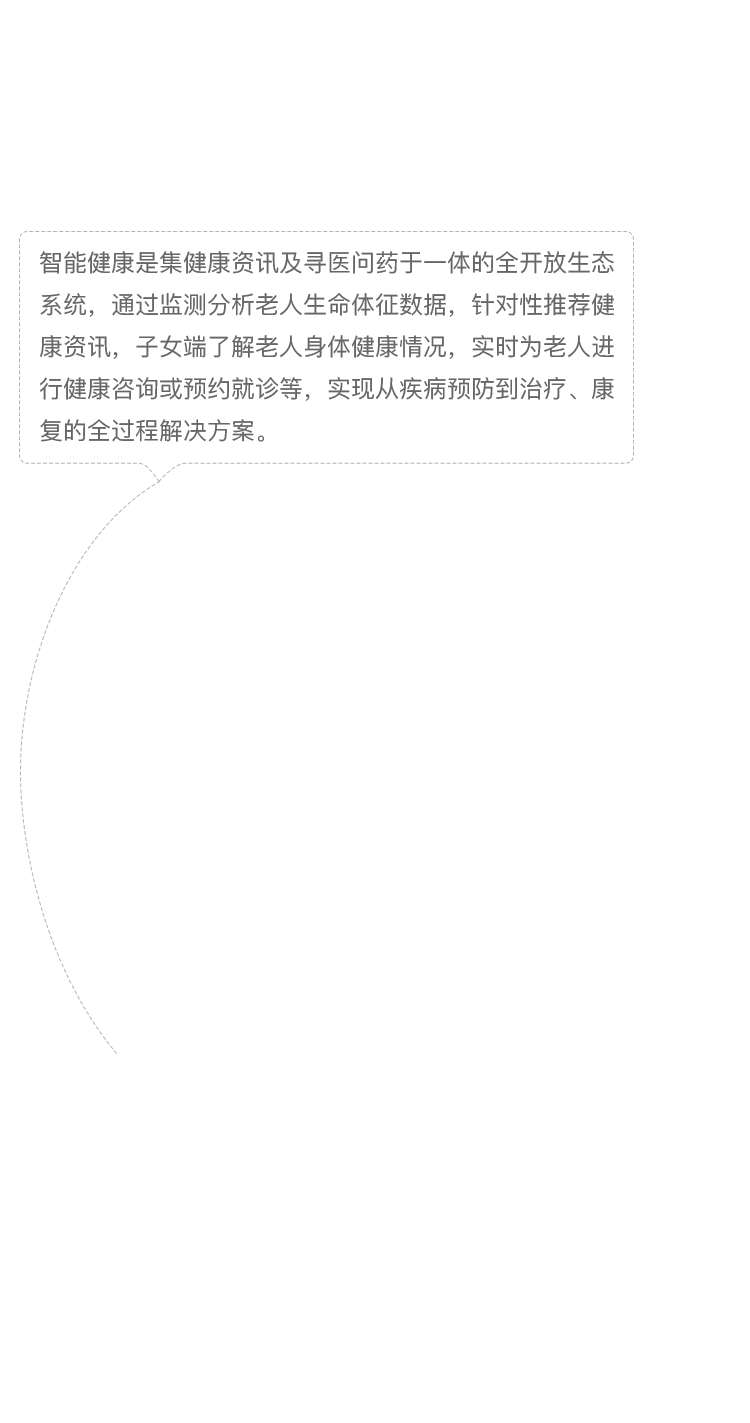 智能健康是集健康资讯及寻医问药于一体的全开放生态
系统，通过监测分析老人生命体征数据，针对性推荐健
康资讯，子女端了解老人身体健康情况，实时为老人进
行健康咨询或预约就诊等，实现从疾病预防到治疗、康
复的全过程解决方案。